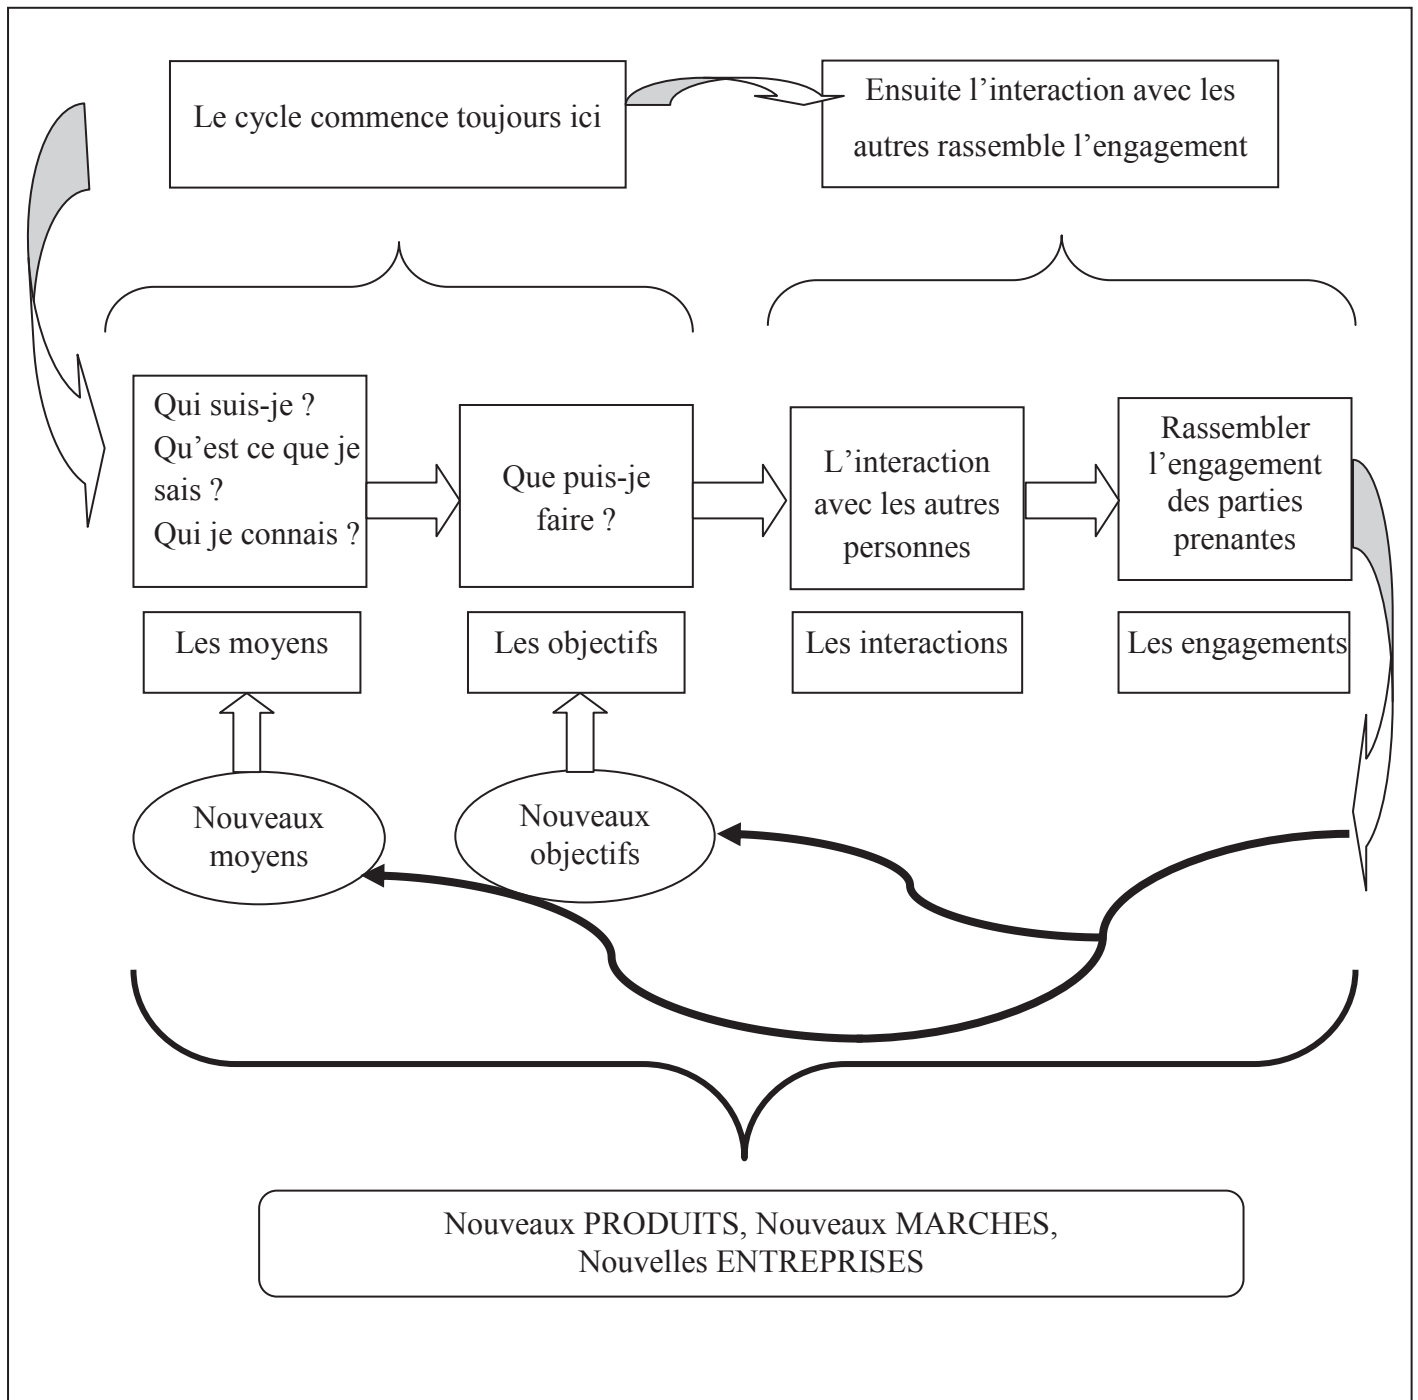 Le cycle commence toujours ici
Ensuite l’interaction avec les
autres rassemble l’engagement
Qui suis-je ?
Qu’est ce que je
sais ?
Qui je connais ?
Que puis-je
faire ?
L’interaction
avec les autres
personnes
Rassembler
l’engagement
des parties
prenantes
Les moyens
Les objectifs
Les interactions
Les engagements
Nouveaux
moyens
Nouveaux
objectifs
Nouveaux PRODUITS, Nouveaux MARCHES,
Nouvelles ENTREPRISES